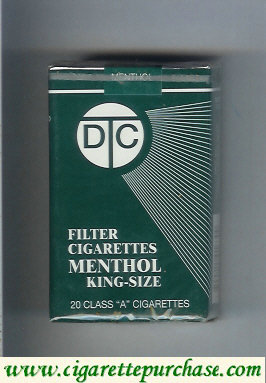 MENTHOL
DTC
FILTER
CIGARETTES
MENTHOL
KING-SIZE
20 CLASS "A" CIGARETTES
www.cigarettepurchase.com